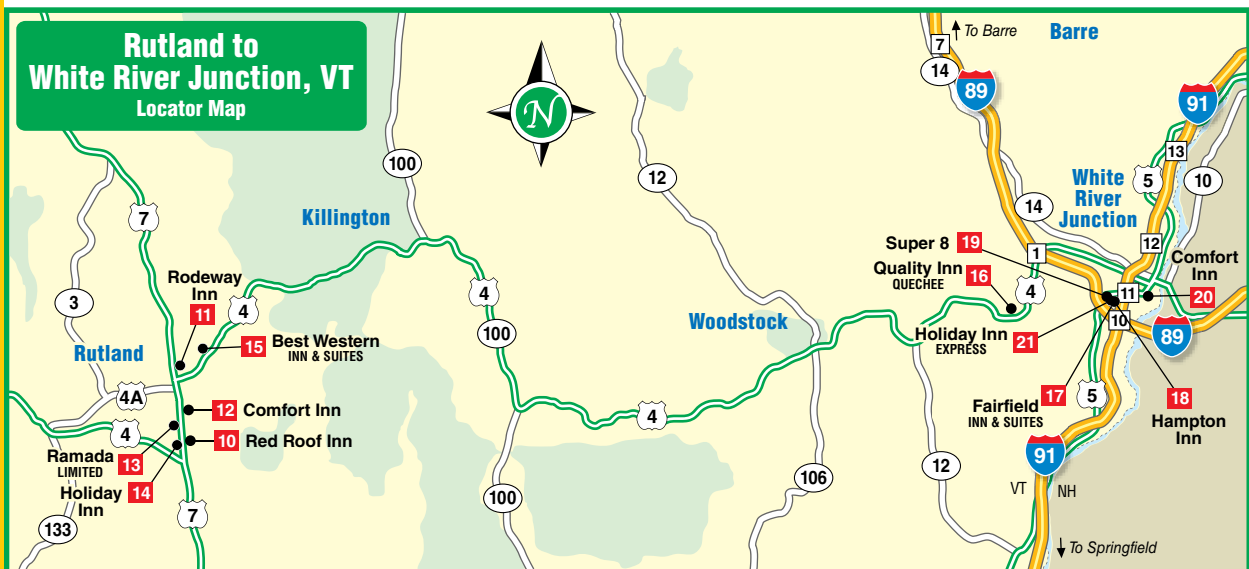 Rutland to
White River Junction, VT
Locator Map
N
100
12
7
14
To Barre
Barre
89
91
13
5
10
White
River
Junction
14
12
1
Killington
7
3
Rodeway
Inn
11
4
15
Best Western
INN & SUITES
Rutland
4A
12
Comfort Inn
4
10
Red Roof Inn
Ramada
LIMITED
13
Holiday
Inn
14
133
7
4
100
Woodstock
4
100
106
12
Super 8
19
Quality Inn
QUECHEE
16
4
Holiday Inn
EXPRESS
21
11
10
Comfort
Inn
20
89
Fairfield
INN & SUITES
17
5
18
Hampton
Inn
91
VT
NH
To Springfield